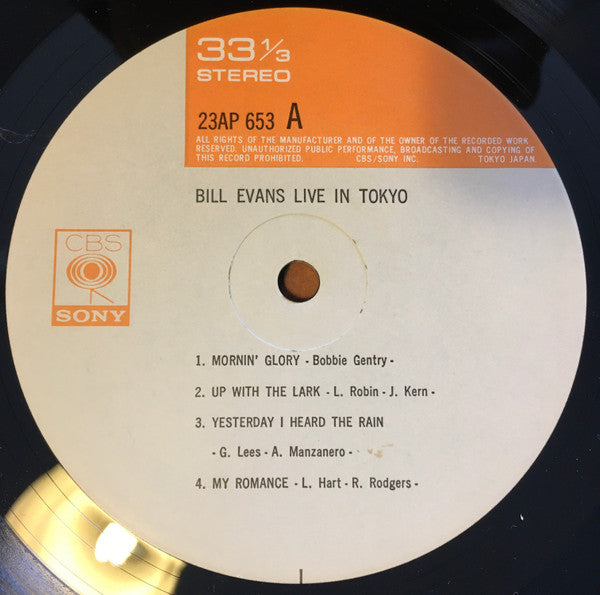 33 1/3
STEREO
23AP 653 A
ALL RIGHTS OF THE MANUFACTURER AND OF THE OWNER OF THE RECORDED WORK
RESERVED. UNAUTHORIZED PUBLIC PERFORMANCE, BROADCASTING AND COPYING OF
THIS RECORD PROHIBITED. CBS/SONY INC. TOKYO JAPAN.
BILL EVANS LIVE IN TOKYO
CBS
SONY
1. MORNIN' GLORY - Bobbie Gentry -
2. UP WITH THE LARK - L. Robin - J. Kern -
3. YESTERDAY I HEARD THE RAIN
- G. Lees - A. Manzanero -
4. MY ROMANCE - L. Hart - R. Rodgers -